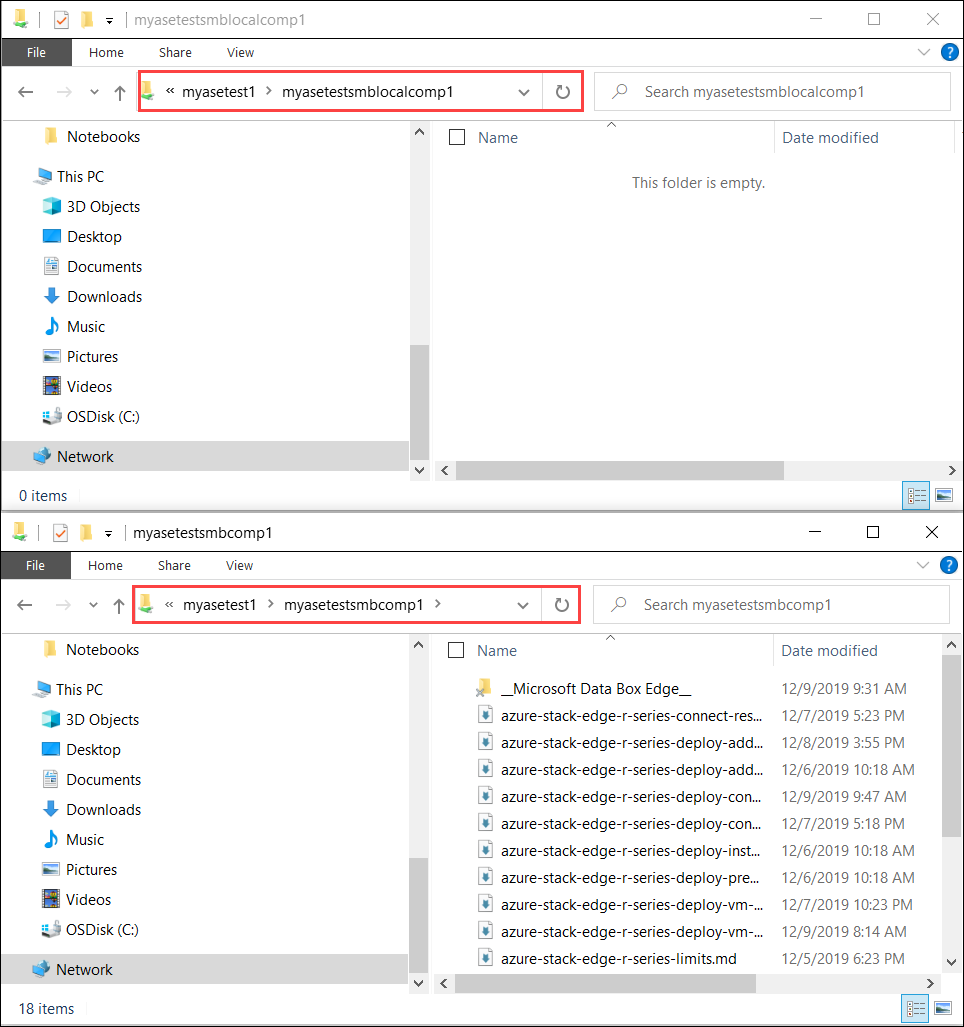 myasetestsmblocalcomp1
File Home Share View
« myasetest1 > myasetestsmblocalcomp1
Search myasetestsmblocalcomp1
Notebooks
This PC
3D Objects
Desktop
Documents
Downloads
Music
Pictures
Videos
OSDisk (C:)
Network
Name Date modified
This folder is empty.
0 items
myasetestsmbcomp1
File Home Share View
« myasetest1 > myasetestsmbcomp1 >
Search myasetestsmbcomp1
Notebooks
This PC
3D Objects
Desktop
Documents
Downloads
Music
Pictures
Videos
OSDisk (C:)
Network
Name Date modified
__Microsoft Data Box Edge__ 12/9/2019 9:31 AM
azure-stack-edge-r-series-connect-res... 12/7/2019 5:23 PM
azure-stack-edge-r-series-deploy-add... 12/8/2019 3:55 PM
azure-stack-edge-r-series-deploy-add... 12/6/2019 10:18 AM
azure-stack-edge-r-series-deploy-con... 12/9/2019 9:47 AM
azure-stack-edge-r-series-deploy-con... 12/7/2019 5:18 PM
azure-stack-edge-r-series-deploy-inst... 12/6/2019 10:18 AM
azure-stack-edge-r-series-deploy-pre... 12/6/2019 10:18 AM
azure-stack-edge-r-series-deploy-vm-... 12/7/2019 10:23 PM
azure-stack-edge-r-series-deploy-vm-... 12/9/2019 8:14 AM
azure-stack-edge-r-series-limits.md 12/5/2019 6:23 PM
18 items